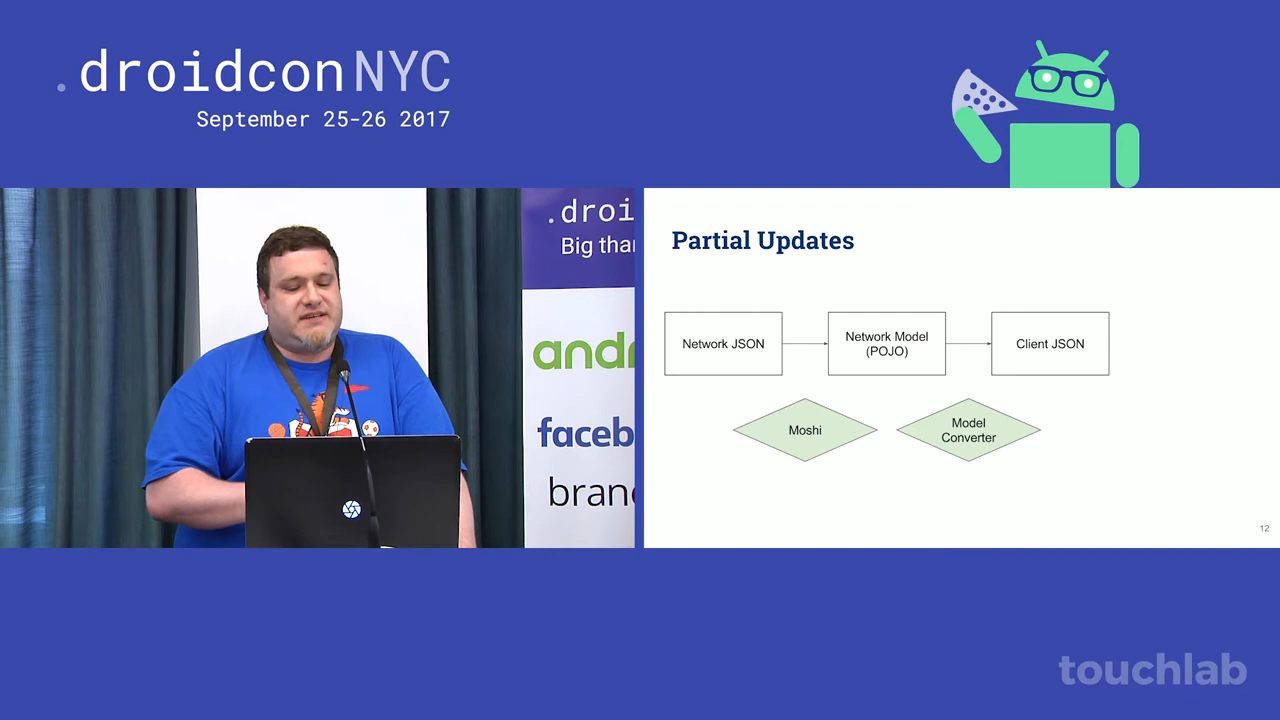 .droidcon NYC
September 25-26 2017
.droi
Big than
andr
faceb
brand
Partial Updates
Network JSON
Network Model
(POJO)
Client JSON
Moshi
Model
Converter
12
touchlab